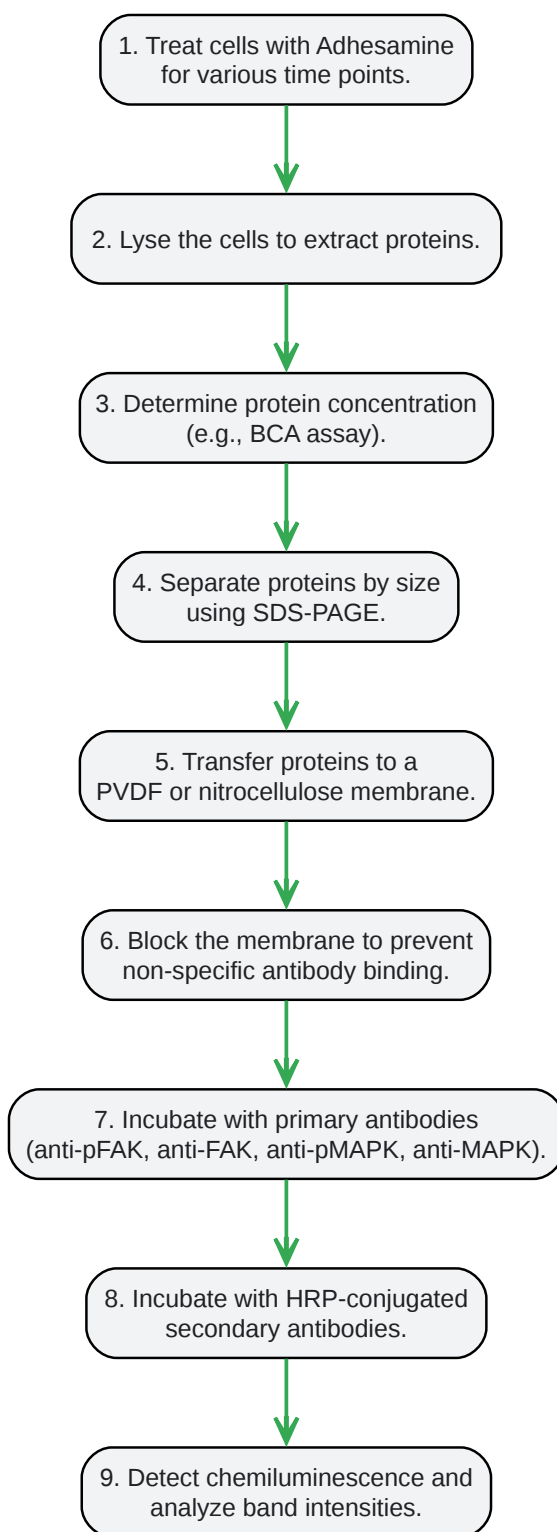 1. Treat cells with Adhesamine
for various time points.
2. Lyse the cells to extract proteins.
3. Determine protein concentration
(e.g., BCA assay).
4. Separate proteins by size
using SDS-PAGE.
5. Transfer proteins to a
PVDF or nitrocellulose membrane.
6. Block the membrane to prevent
non-specific antibody binding.
7. Incubate with primary antibodies
(anti-pFAK, anti-FAK, anti-pMAPK, anti-MAPK).
8. Incubate with HRP-conjugated
secondary antibodies.
9. Detect chemiluminescence and
analyze band intensities.